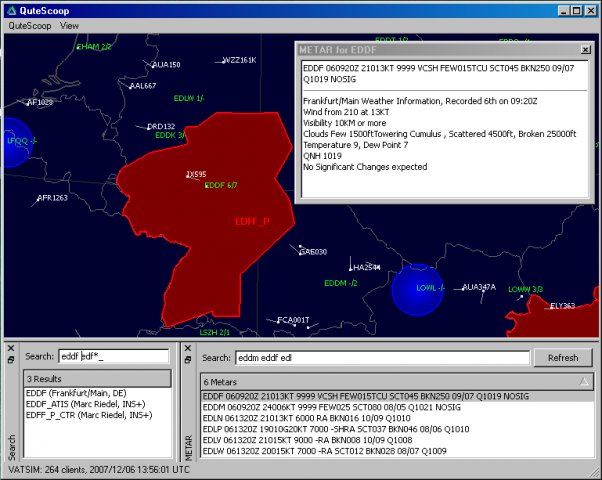 QuteScoop
QuteScoop View
EHAM 2/2
AUA150
WZZ161K
AAL667
EDLW 1/-
AF1028
DRD132
EDDK 3/
LFQQ -/-
JX595
EDDF 6/7
AFR1263
EDFF_P
GAE030
LHA2544
EDDM -/2
LOWL -/-
AUA347A
LOWW 3/3
ELY363
FCA001T
LSZH 2/1
METAR for EDDF
EDDF 060920Z 21013KT 9999 VCSH FEW015TCU SCT045 BKN250 09/07
Q1019 NOSIG
Frankfurt/Main Weather Information, Recorded 6th on 09:20Z
Wind from 210 at 13KT
Visibility 10KM or more
Clouds Few 1500ftTowering Cumulus , Scattered 4500ft, Broken 25000ft
Temperature 9, Dew Point 7
QNH 1019
No Significant Changes expected
Search
Search: eddf edf*_
3 Results
EDDF (Frankfurt/Main, DE)
EDDF_ATIS (Marc Riedel, INS+)
EDFF_P_CTR (Marc Riedel, INS+)
METAR
Search: eddm eddf edl
Refresh
6 Metars
EDDF 060920Z 21013KT 9999 VCSH FEW015TCU SCT045 BKN250 09/07 Q1019 NOSIG
EDDM 060920Z 24006KT 9999 FEW025 SCT080 08/05 Q1021 NOSIG
EDLN 061320Z 21013KT 6000 RA BKN016 10/09 Q1010
EDLP 061320Z 19010G20KT 7000 -SHRA SCT037 BKN046 08/06 Q1010
EDLV 061320Z 21015KT 9000 -RA BKN008 10/09 Q1008
EDLW 061320Z 20015KT 7000 -RA SCT012 BKN028 08/07 Q1009
VATSIM: 264 clients, 2007/12/06 13:56:01 UTC